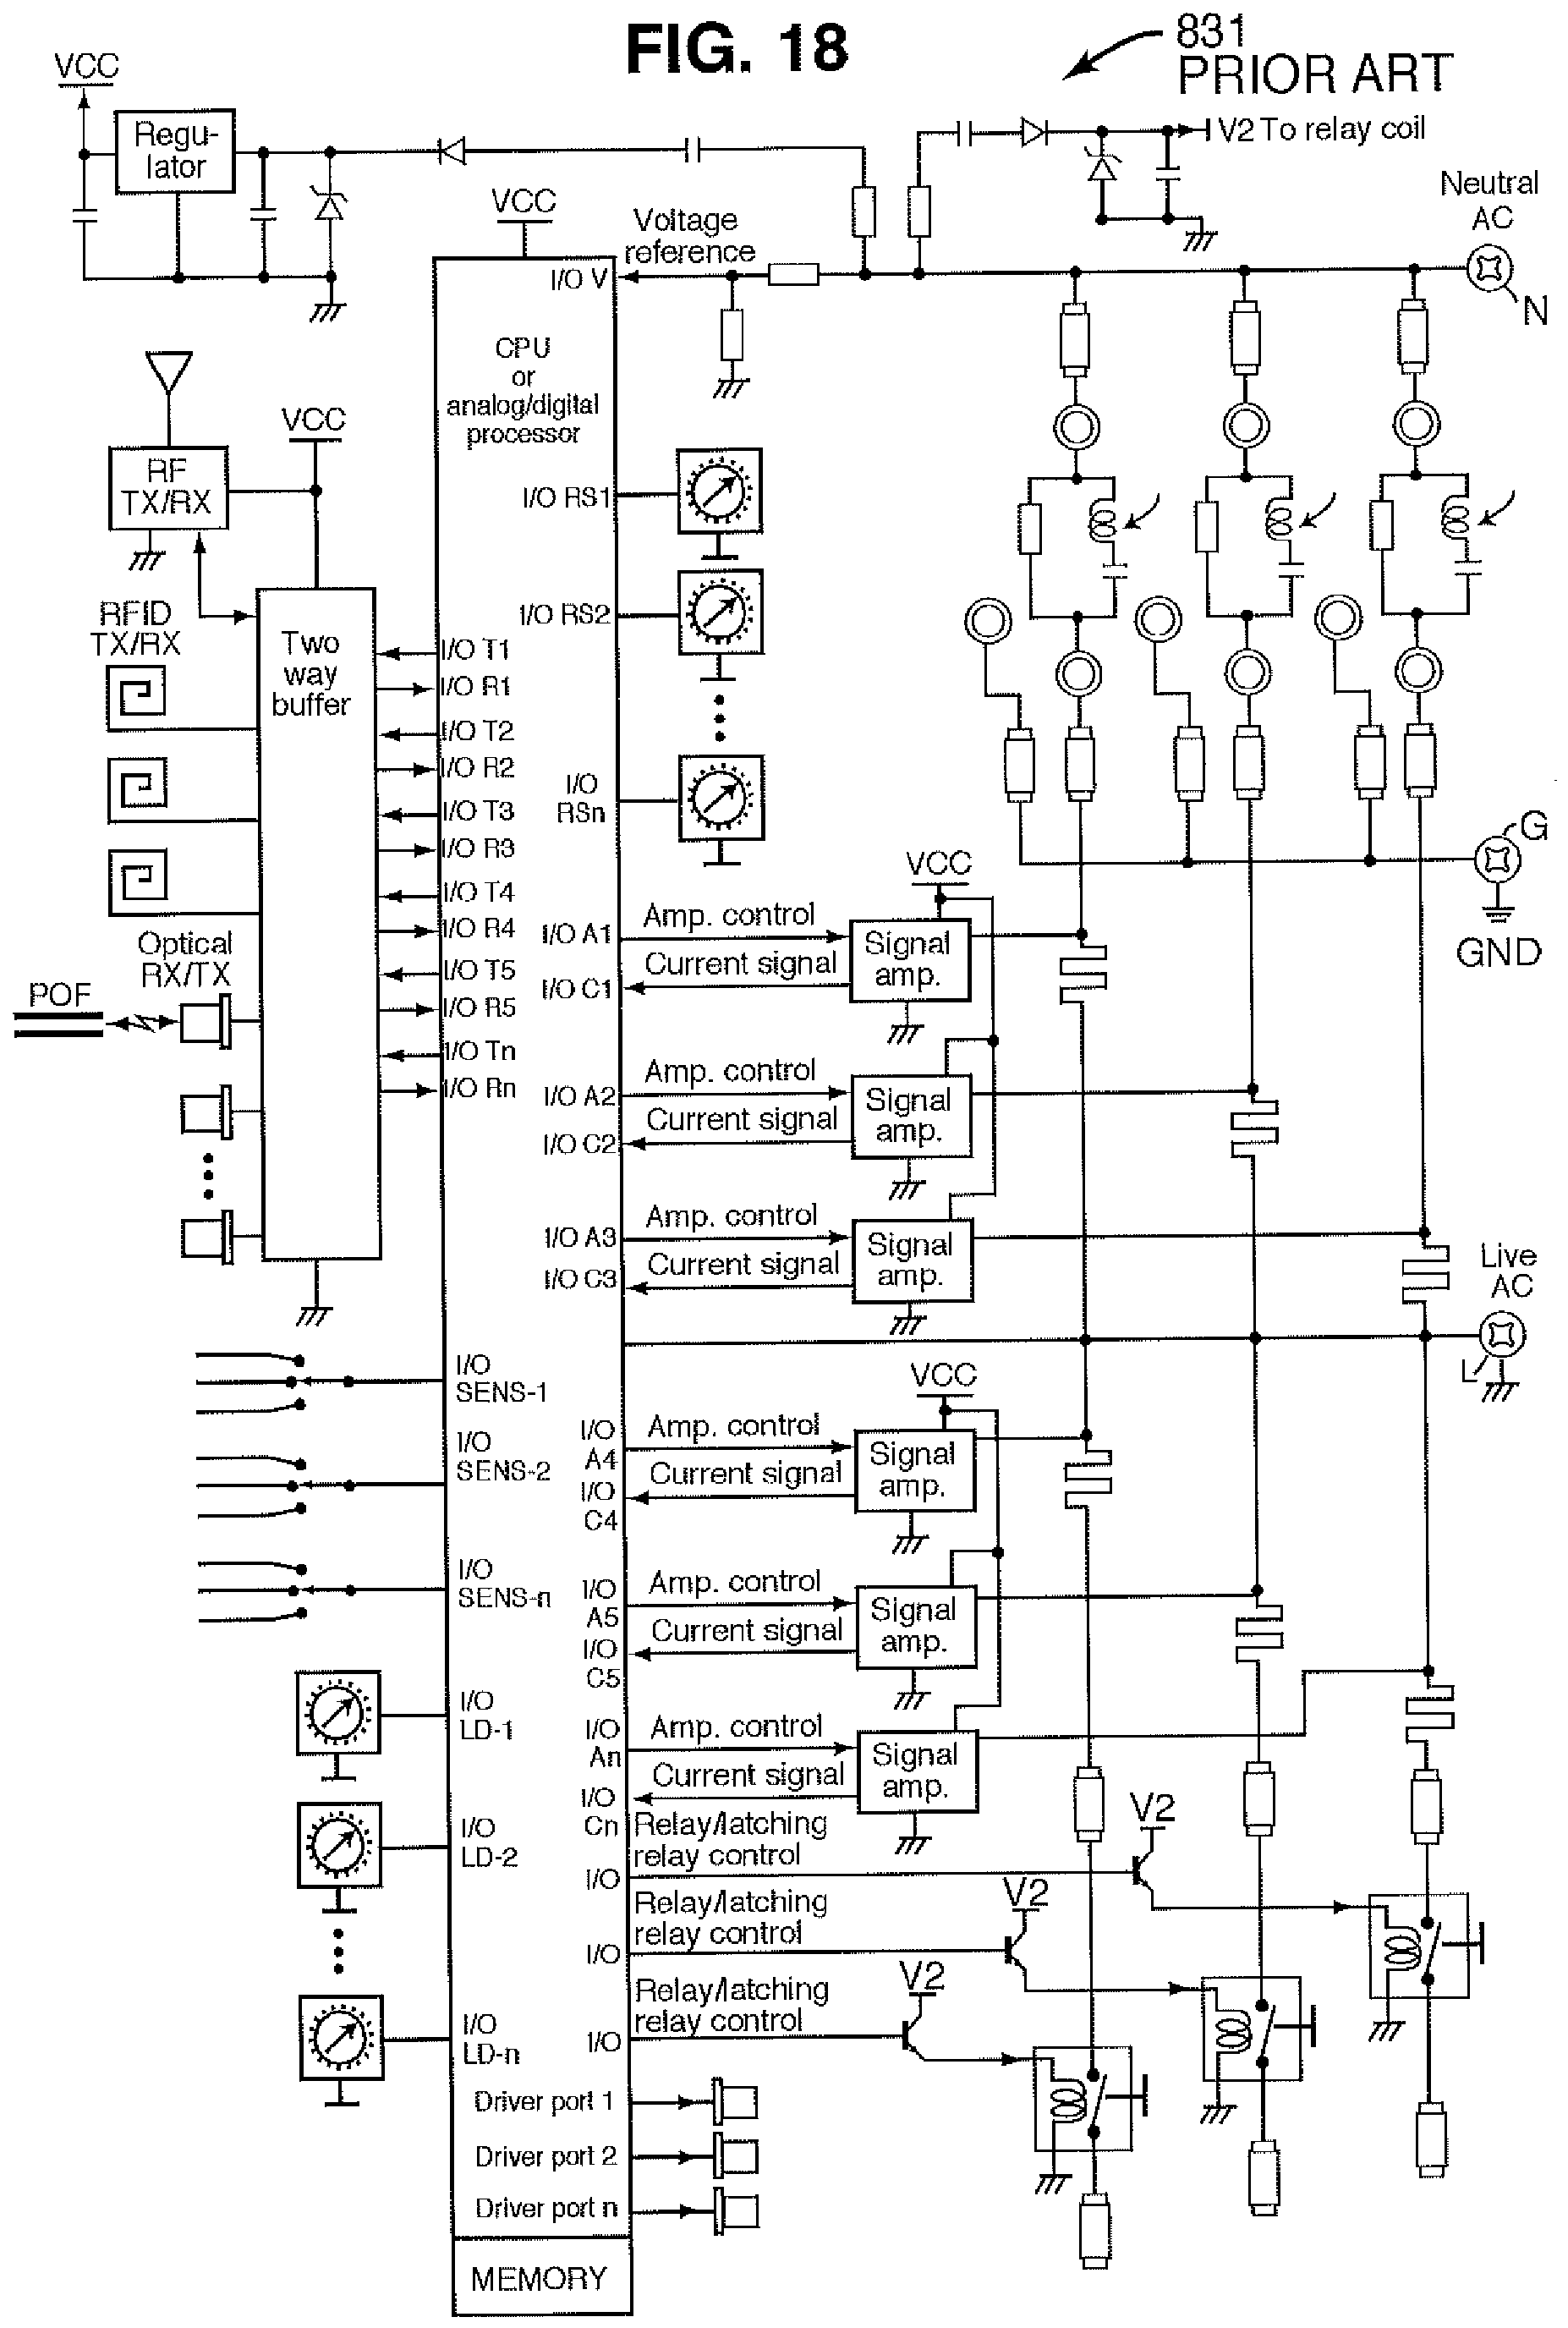 FIG. 18
831
PRIOR ART
VCC
Regu-
lator
V2 To relay coil
Neutral
AC
N
VCC
Voltage
reference
I/O V
CPU
or
analog/digital
processor
VCC
RF
TX/RX
RFID
TX/RX
Two
way
buffer
I/O T1
I/O R1
I/O T2
I/O R2
I/O T3
I/O R3
I/O T4
I/O R4
I/O T5
I/O R5
I/O Tn
I/O Rn
Optical
RX/TX
POF
I/O RS1
I/O RS2
I/O
RSn
G
GND
VCC
I/O A1
Amp. control
Signal
amp.
I/O C1
Current signal
I/O A2
Amp. control
Signal
amp.
I/O C2
Current signal
I/O A3
Amp. control
Signal
amp.
I/O C3
Current signal
Live
AC
L
I/O
SENS-1
I/O
SENS-2
I/O
SENS-n
VCC
I/O
A4
Amp. control
Signal
amp.
I/O
C4
Current signal
I/O
A5
Amp. control
Signal
amp.
I/O
C5
Current signal
I/O
An
Amp. control
Signal
amp.
I/O
Cn
Current signal
I/O
LD-1
I/O
LD-2
I/O
LD-n
Relay/latching
relay control
I/O
V2
Relay/latching
relay control
I/O
V2
Relay/latching
relay control
I/O
V2
Driver port 1
Driver port 2
Driver port n
MEMORY